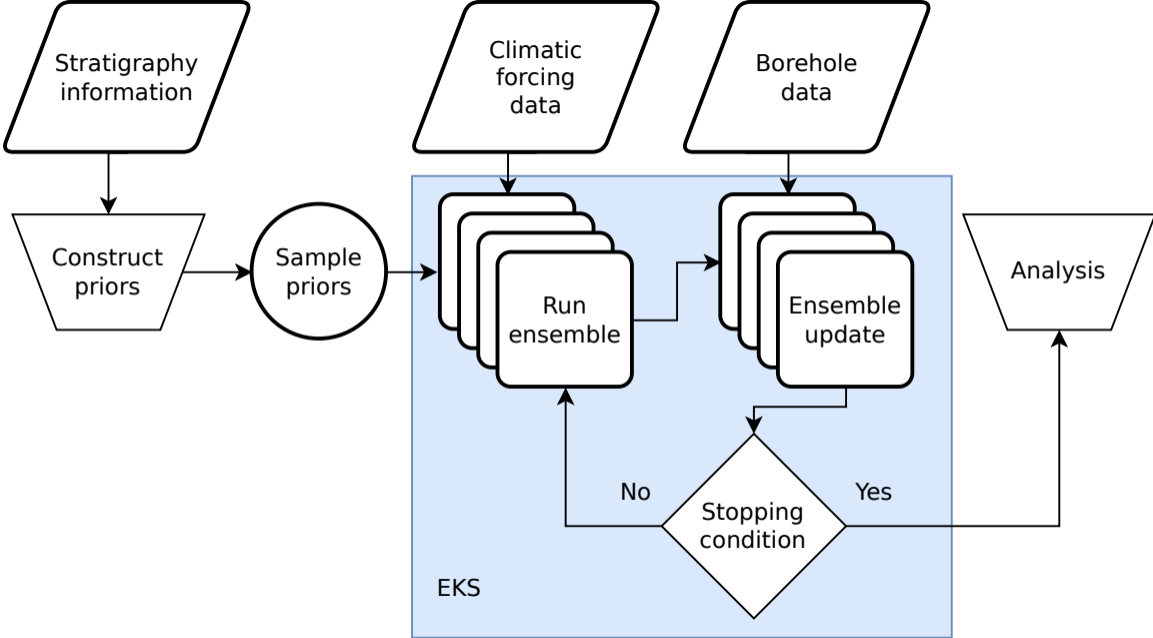 Stratigraphy
information
Climatic
forcing
data
Borehole
data
Construct
priors
Sample
priors
Run
ensemble
Ensemble
update
Analysis
No
Yes
Stopping
condition
EKS